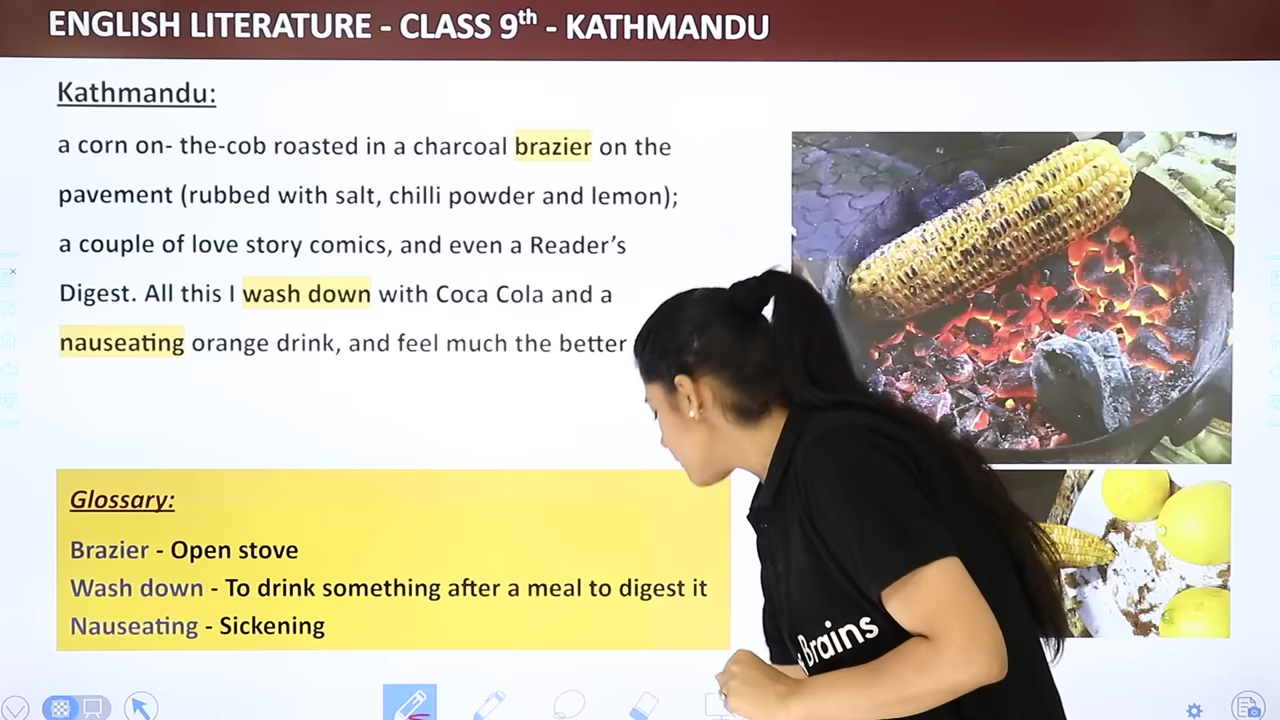 ENGLISH LITERATURE - CLASS 9th - KATHMANDU
Kathmandu:
a corn on- the-cob roasted in a charcoal brazier on the
pavement (rubbed with salt, chilli powder and lemon);
a couple of love story comics, and even a Reader’s
Digest. All this I wash down with Coca Cola and a
nauseating orange drink, and feel much the better
Glossary:
Brazier - Open stove
Wash down - To drink something after a meal to digest it
Nauseating - Sickening
Brains